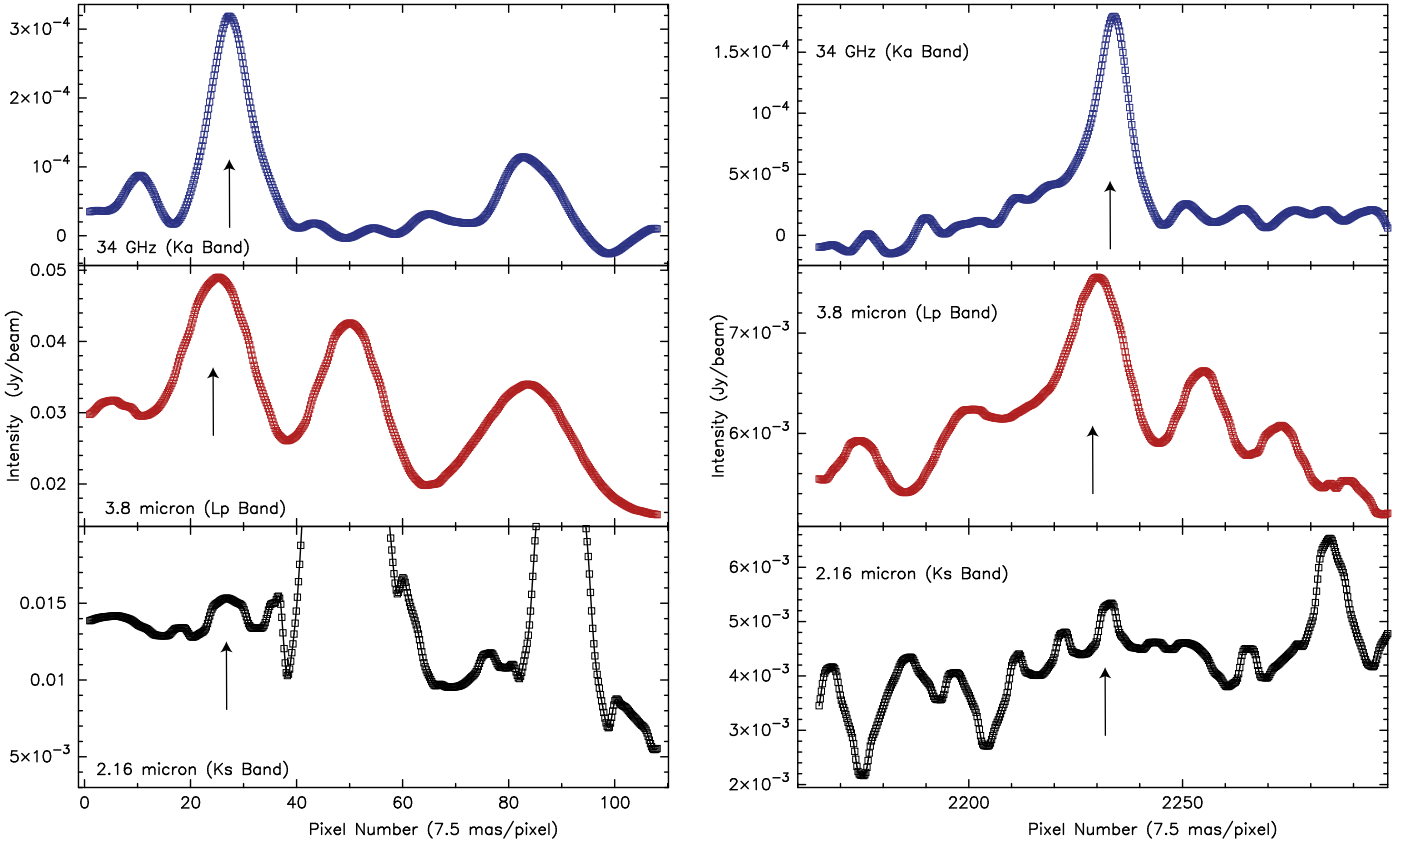 3×10⁻⁴
2×10⁻⁴
10⁻⁴
0
34 GHz (Ka Band)
0.05
0.04
0.03
0.02
3.8 micron (Lp Band)
0.015
0.01
5×10⁻³
2.16 micron (Ks Band)
0 20 40 60 80 100
Pixel Number (7.5 mas/pixel)
Intensity (Jy/beam)
1.5×10⁻⁴
10⁻⁴
5×10⁻⁵
0
34 GHz (Ka Band)
7×10⁻³
6×10⁻³
3.8 micron (Lp Band)
6×10⁻³
5×10⁻³
4×10⁻³
3×10⁻³
2×10⁻³
2.16 micron (Ks Band)
2200 2250
Pixel Number (7.5 mas/pixel)
Intensity (Jy/beam)